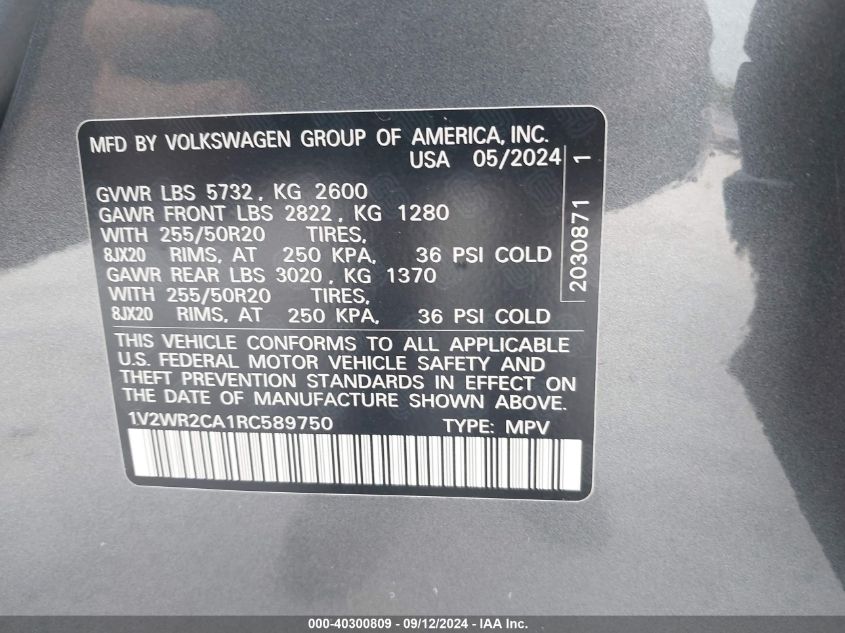 MFD BY VOLKSWAGEN GROUP OF AMERICA, INC.
USA 05/2024
GVWR LBS 5732, KG 2600
GAWR FRONT LBS 2822, KG 1280
WITH 255/50R20 TIRES,
8JX20 RIMS, AT 250 KPA, 36 PSI COLD
GAWR REAR LBS 3020, KG 1370
WITH 255/50R20 TIRES,
8JX20 RIMS, AT 250 KPA, 36 PSI COLD
2030871 1
THIS VEHICLE CONFORMS TO ALL APPLICABLE
U.S. FEDERAL MOTOR VEHICLE SAFETY AND
THEFT PREVENTION STANDARDS IN EFFECT ON
THE DATE OF MANUFACTURE SHOWN ABOVE.
1V2WR2CA1RC589750 TYPE: MPV
000-40300809 - 09/12/2024 - IAA Inc.